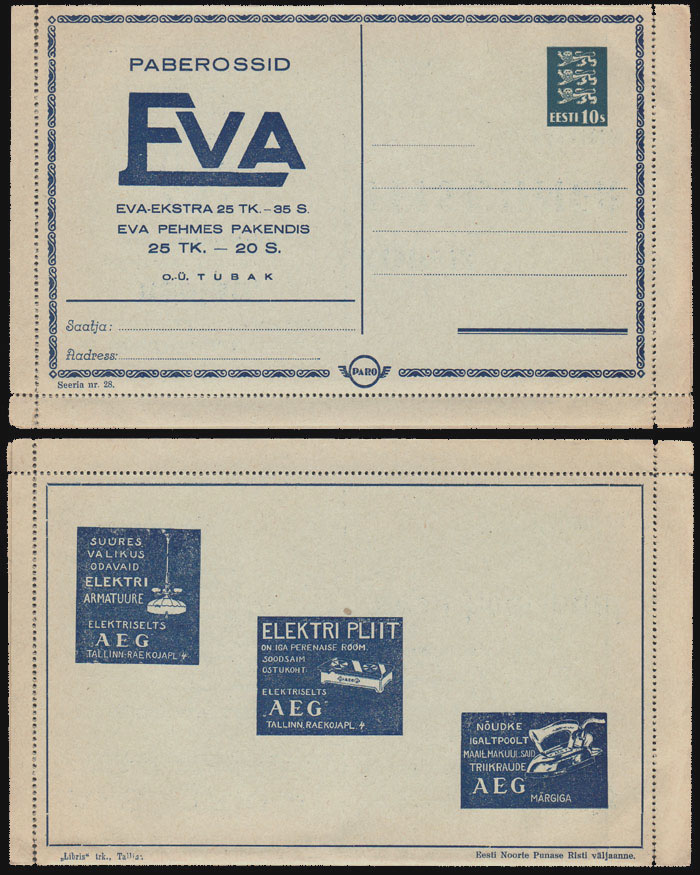 PABEROSSID
EVA
EVA-EKSTRA 25 TK.–35 S.
EVA PEHMES PAKENDIS
25 TK. — 20 S.
O.-Ü. TUBAK
Saatja:
Aadress:
Seeria nr. 28.
EESTI 10 s
PARO
SUURES
VALIKUS
ODAVAID
ELEKTRI
ARMATUURE
ELEKTRISELTS
AEG
TALLINN-RAEKOJAPL. 4
ELEKTRI PLIIT
ON IGA PERENAISE RÕÕM.
SOODSAIM
OSTUKOHT:
ELEKTRISELTS
„AEG”
TALLINN, RAEKOJAPL. 4
NÕUDKE
IGALTPOOLT
MAAILMAKUULSAID
TRIIKRAUDE
AEG
MÄRGIGA
„Libris“ trk., Tallin.
Eesti Noorte Punase Risti väljaanne.